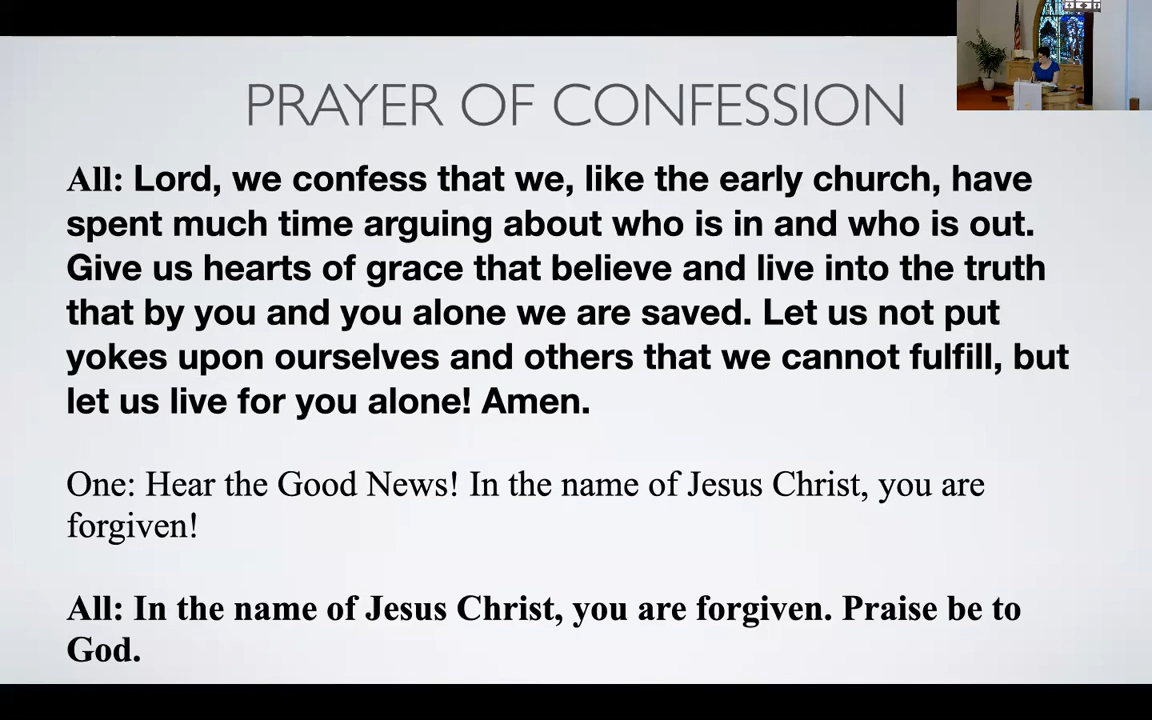 PRAYER OF CONFESSION
All: Lord, we confess that we, like the early church, have
spent much time arguing about who is in and who is out.
Give us hearts of grace that believe and live into the truth
that by you and you alone we are saved. Let us not put
yokes upon ourselves and others that we cannot fulfill, but
let us live for you alone! Amen.
One: Hear the Good News! In the name of Jesus Christ, you are
forgiven!
All: In the name of Jesus Christ, you are forgiven. Praise be to
God.